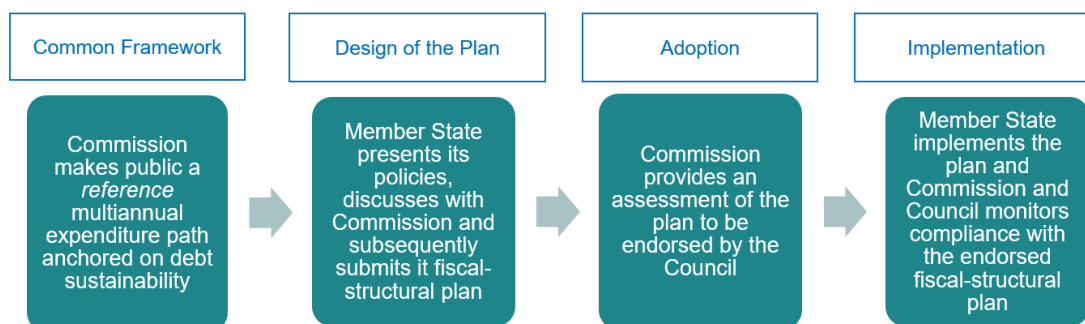 Common Framework
Design of the Plan
Adoption
Implementation
Commission
makes public a
reference
multiannual
expenditure path
anchored on debt
sustainability
Member State
presents its
policies,
discusses with
Commission and
subsequently
submits it fiscal-
structural plan
Commission
provides an
assessment of the
plan to be
endorsed by the
Council
Member State
implements the
plan and
Commission and
Council monitors
compliance with
the endorsed
fiscal-structural
plan